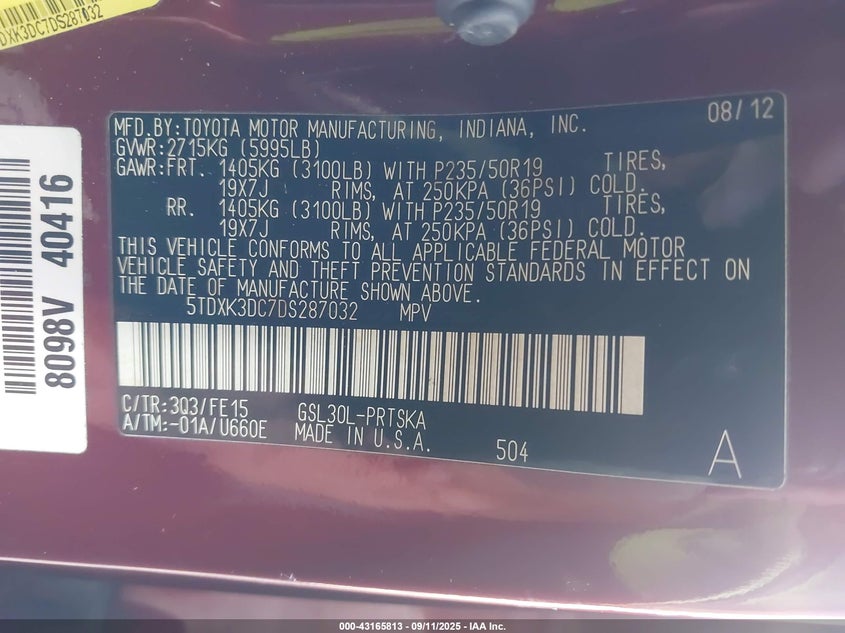 DXK3DC7DS287032
8098V 40416
MFD.BY:TOYOTA MOTOR MANUFACTURING, INDIANA, INC. 08/12
GVWR:2715KG (5995LB)
GAWR:FRT. 1405KG (3100LB) WITH P235/50R19 TIRES,
19X7J RIMS, AT 250KPA (36PSI) COLD.
RR. 1405KG (3100LB) WITH P235/50R19 TIRES,
19X7J RIMS, AT 250KPA (36PSI) COLD.
THIS VEHICLE CONFORMS TO ALL APPLICABLE FEDERAL MOTOR
VEHICLE SAFETY AND THEFT PREVENTION STANDARDS IN EFFECT ON
THE DATE OF MANUFACTURE SHOWN ABOVE.
5TDXK3DC7DS287032 MPV
C/TR:3Q3/FE15 GSL30L-PRTSKA
A/TM:-01A/U660E MADE IN U.S.A. 504 A
000-43165813 - 09/11/2025 - IAA Inc.